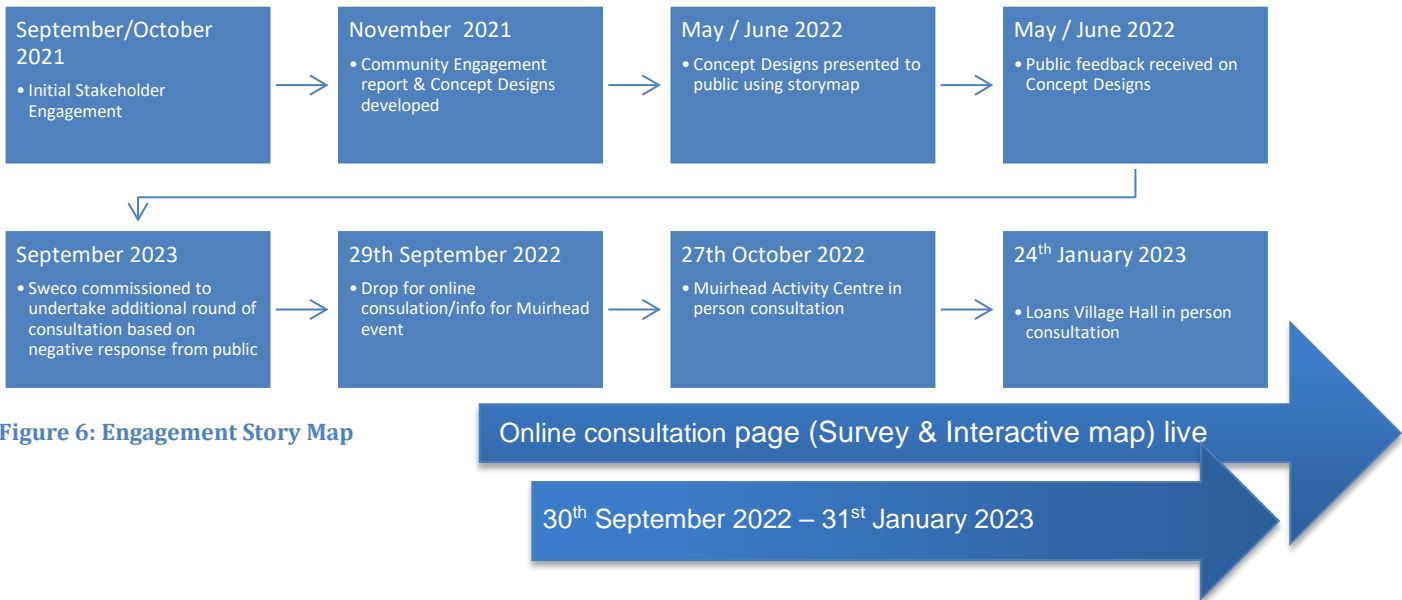 September/October
2021
• Initial Stakeholder
Engagement
November 2021
• Community Engagement
report & Concept Designs
developed
May / June 2022
• Concept Designs presented to
public using storymap
May / June 2022
• Public feedback received on
Concept Designs
September 2023
• Sweco commissioned to
undertake additional round of
consultation based on
negative response from public
29th September 2022
• Drop for online
consulation/info for Muirhead
event
27th October 2022
• Muirhead Activity Centre in
person consultation
24th January 2023
• Loans Village Hall in person
consultation
Figure 6: Engagement Story Map
Online consultation page (Survey & Interactive map) live
30th September 2022 – 31st January 2023